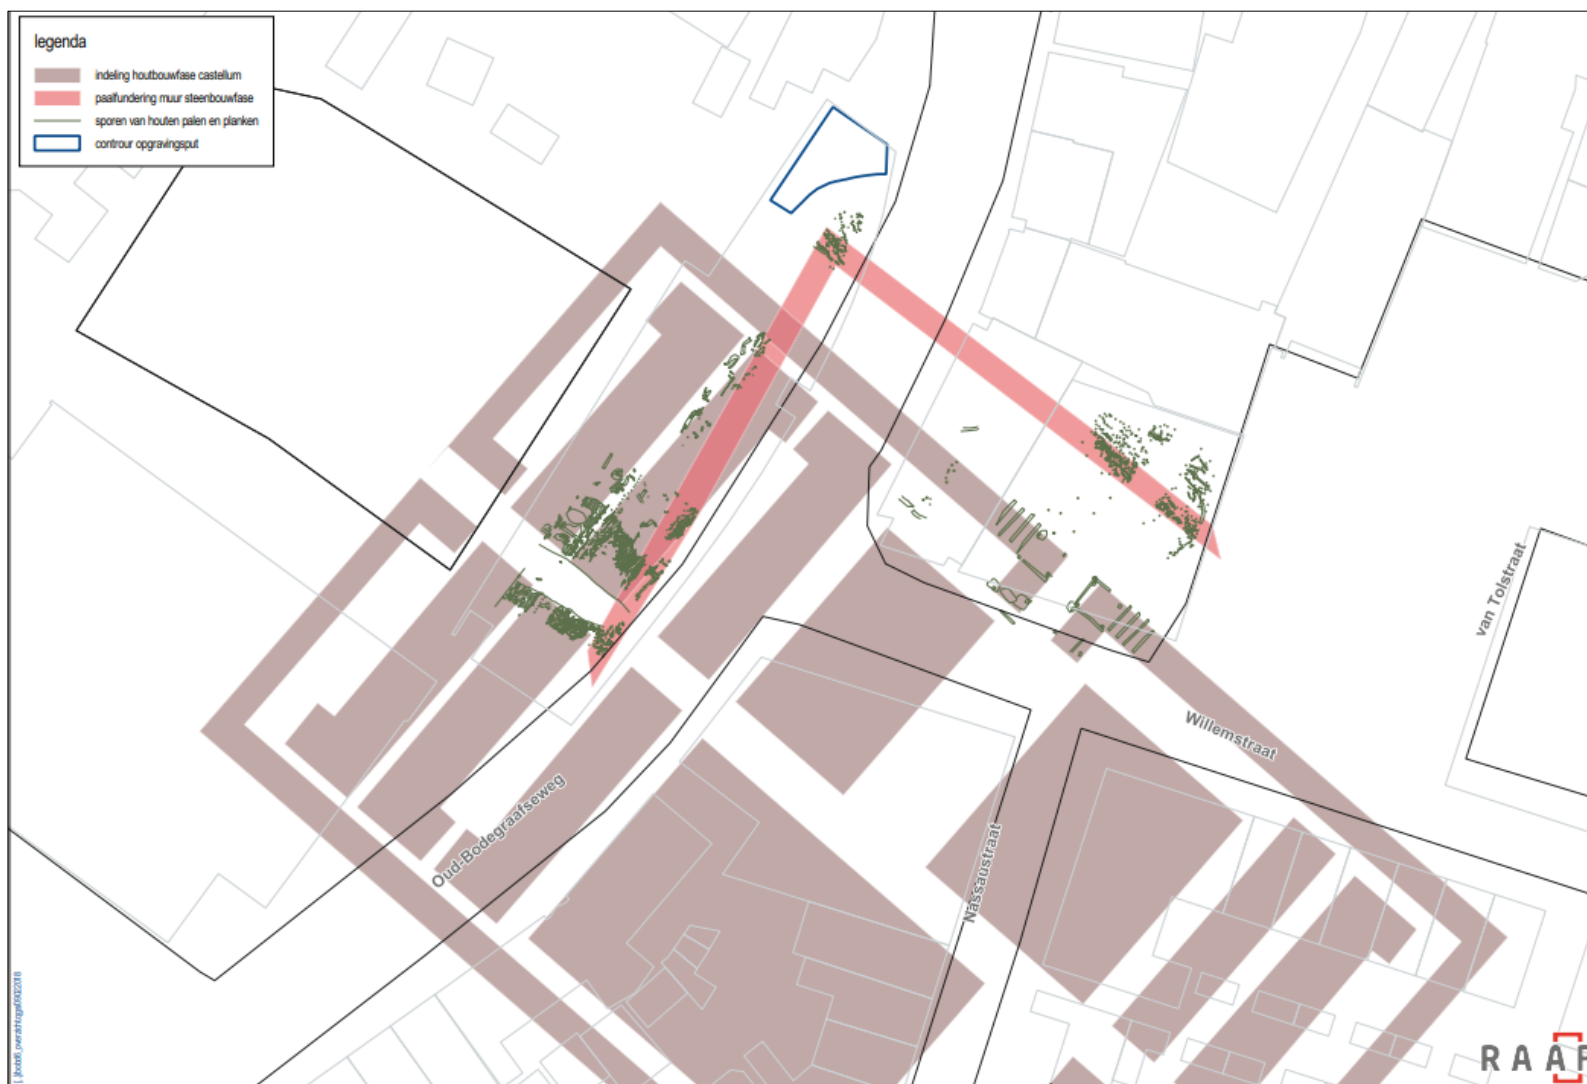 legenda
indeling houtbouwfase castellum
paalfundering muur steenbouwfase
sporen van houten palen en planken
controur opgravingsput
van Tolstraat
Willemstraat
Oud-Bodegraafseweg
Nassaustraat
RAAP